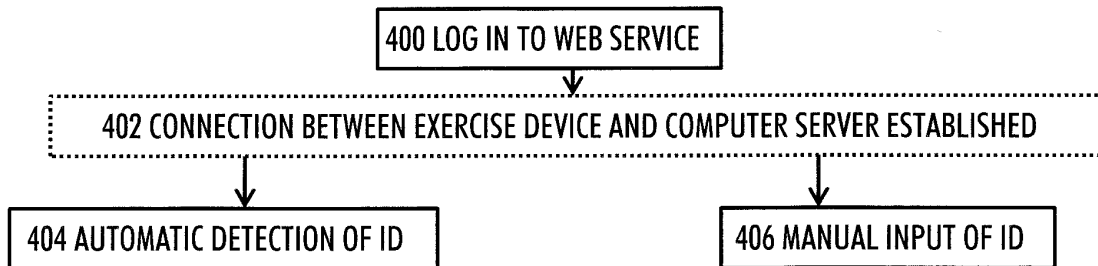 400 LOG IN TO WEB SERVICE
402 CONNECTION BETWEEN EXERCISE DEVICE AND COMPUTER SERVER ESTABLISHED
404 AUTOMATIC DETECTION OF ID
406 MANUAL INPUT OF ID